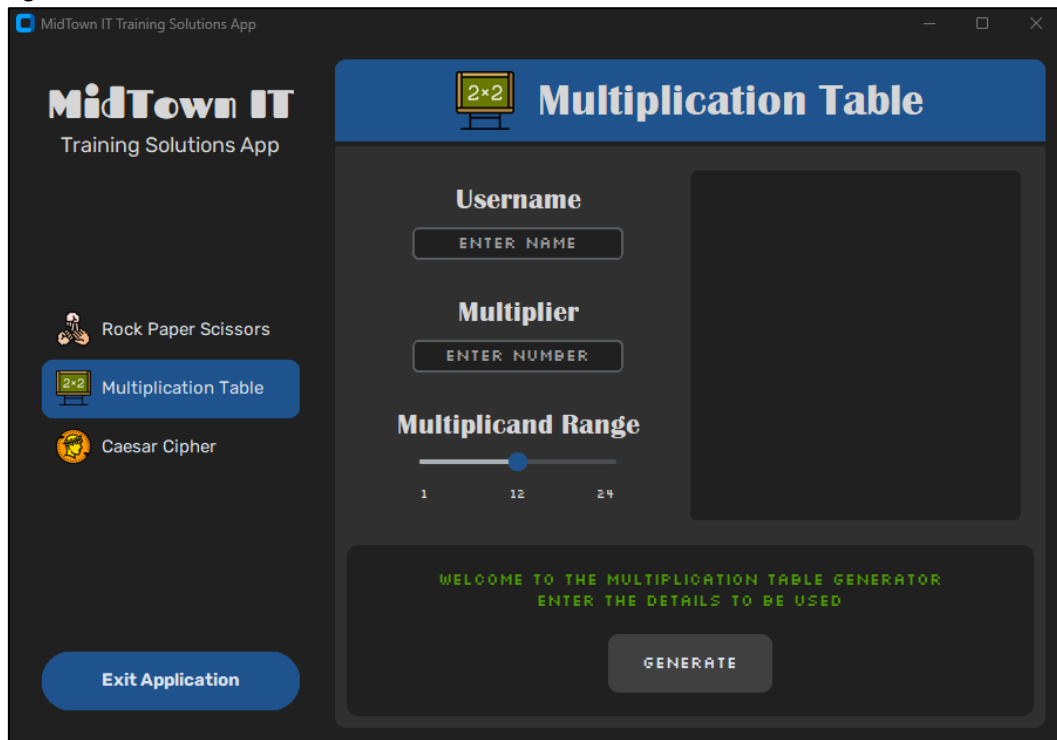 MidTown IT Training Solutions App
MidTown IT
Training Solutions App
Rock Paper Scissors
2×2
Multiplication Table
Caesar Cipher
Exit Application
2×2
Multiplication Table
Username
ENTER NAME
Multiplier
ENTER NUMBER
Multiplicand Range
1 12 24
WELCOME TO THE MULTIPLICATION TABLE GENERATOR
ENTER THE DETAILS TO BE USED
GENERATE